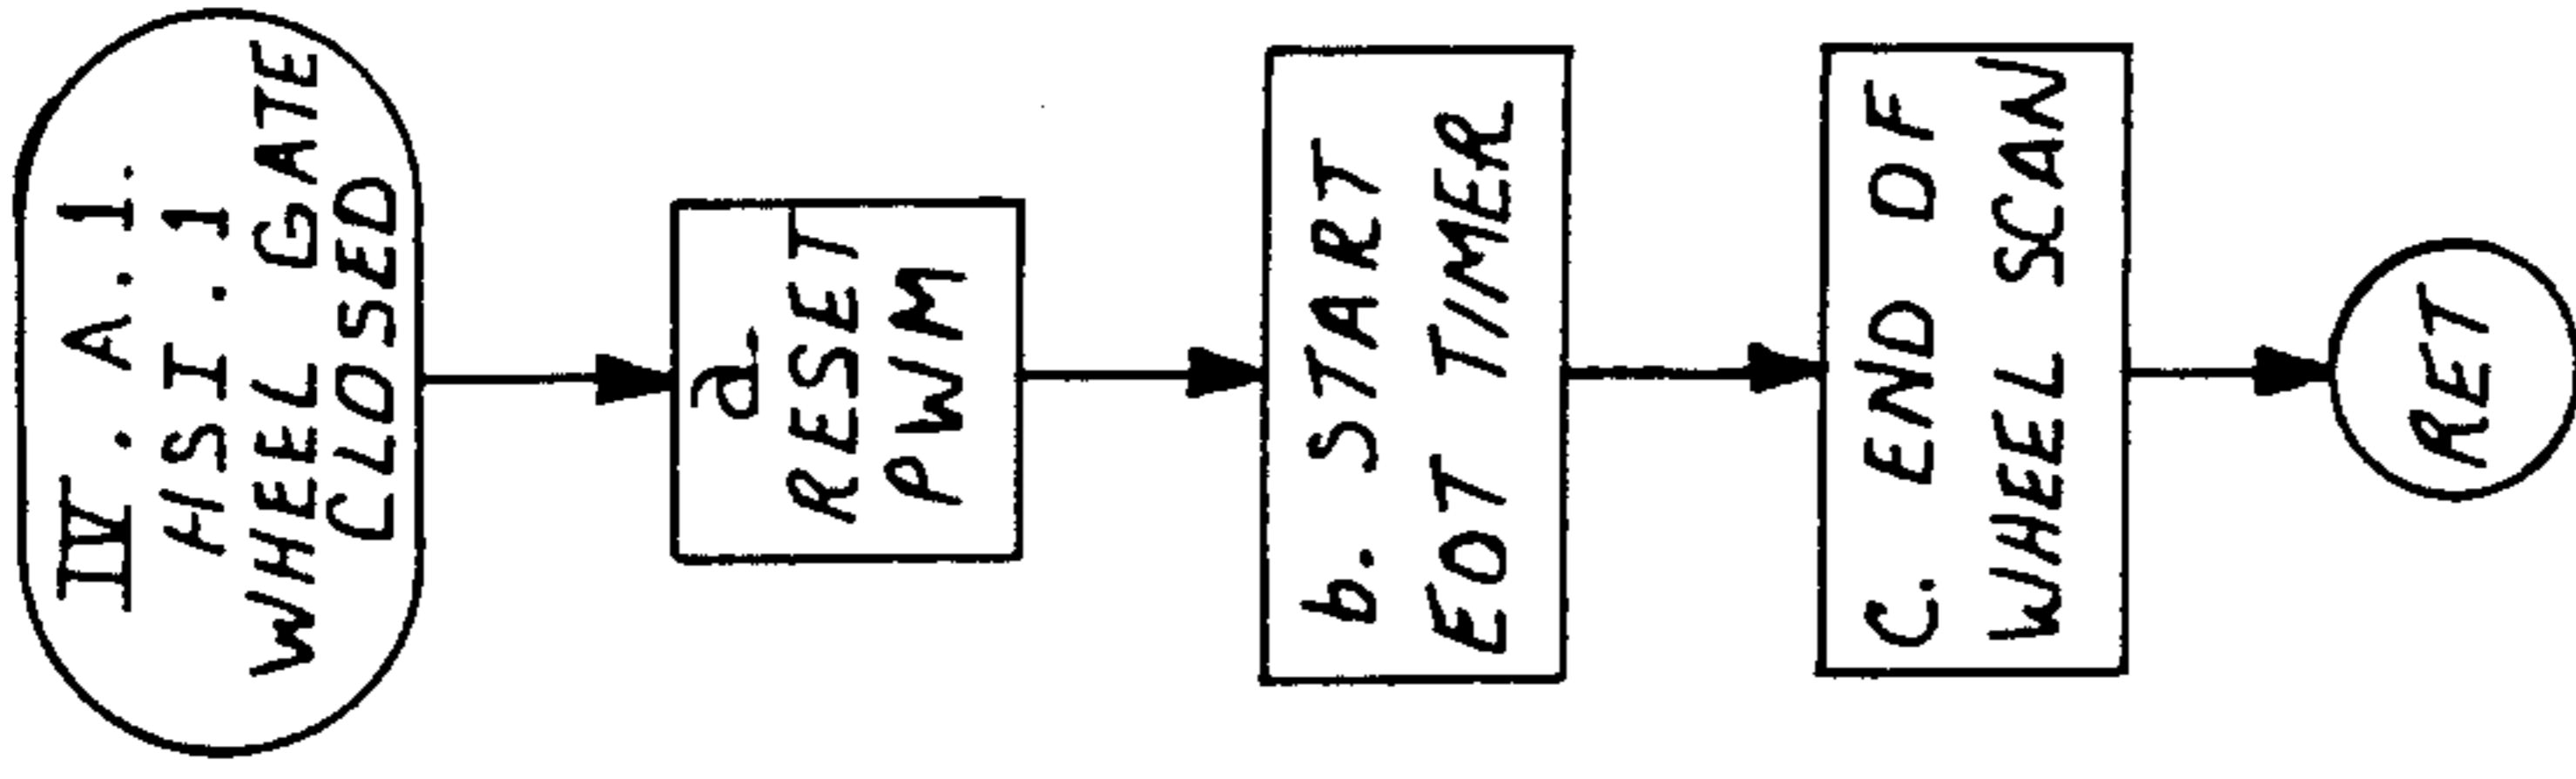 IV. A. 1.
HSI. 1
WHEEL GATE
CLOSED
a.
RESET
PWM
b. START
EOT TIMER
C. END OF
WHEEL SCAN
RET